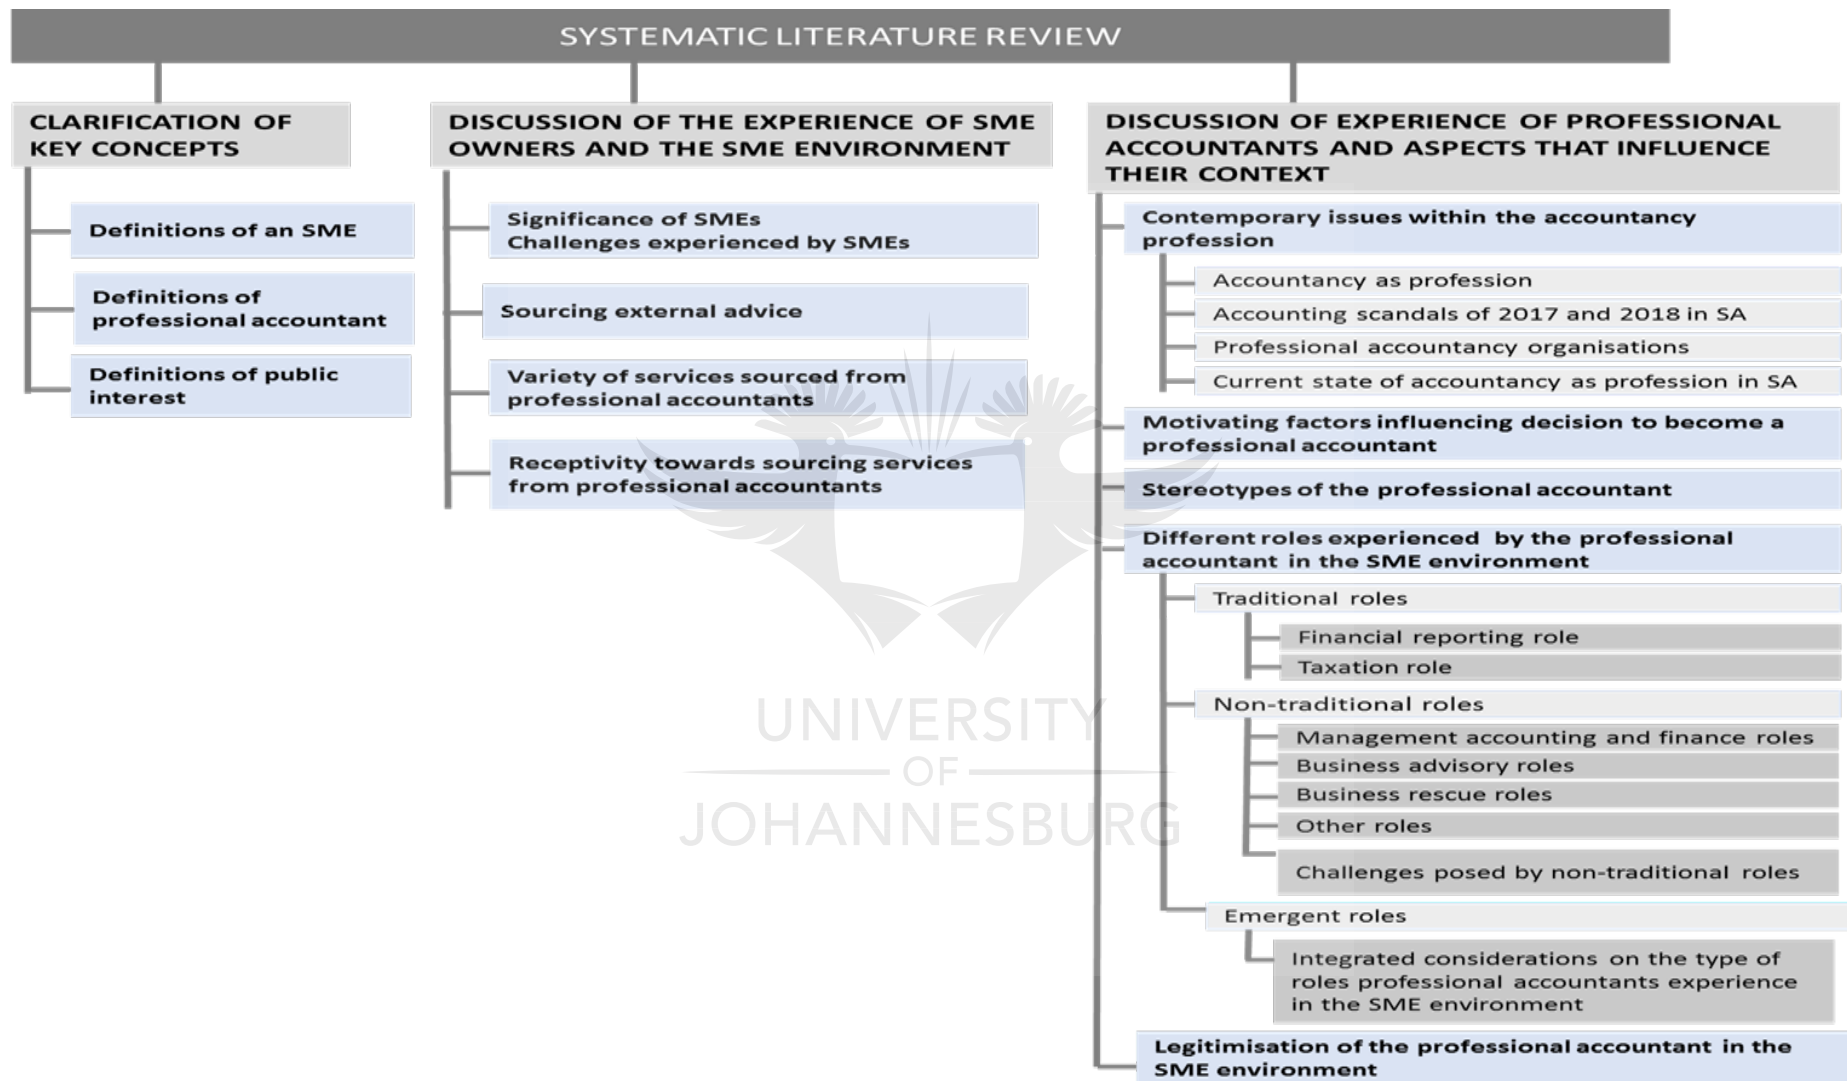 SYSTEMATIC LITERATURE REVIEW
CLARIFICATION OF
KEY CONCEPTS
Definitions of an SME
Definitions of
professional accountant
Definitions of public
interest
DISCUSSION OF THE EXPERIENCE OF SME
OWNERS AND THE SME ENVIRONMENT
Significance of SMEs
Challenges experienced by SMEs
Sourcing external advice
Variety of services sourced from
professional accountants
Receptivity towards sourcing services
from professional accountants
DISCUSSION OF EXPERIENCE OF PROFESSIONAL
ACCOUNTANTS AND ASPECTS THAT INFLUENCE
THEIR CONTEXT
Contemporary issues within the accountancy
profession
Accountancy as profession
Accounting scandals of 2017 and 2018 in SA
Professional accountancy organisations
Current state of accountancy as profession in SA
Motivating factors influencing decision to become a
professional accountant
Stereotypes of the professional accountant
Different roles experienced by the professional
accountant in the SME environment
Traditional roles
Financial reporting role
Taxation role
Non-traditional roles
Management accounting and finance roles
Business advisory roles
Business rescue roles
Other roles
Challenges posed by non-traditional roles
Emergent roles
Integrated considerations on the type of
roles professional accountants experience
in the SME environment
Legitimisation of the professional accountant in the
SME environment
UNIVERSITY
OF
JOHANNESBURG